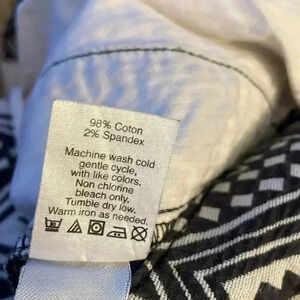 98% Coton
2% Spandex
Machine wash cold
gentle cycle,
with like colors.
Non chlorine
bleach only.
Tumble dry low.
Warm iron as needed.